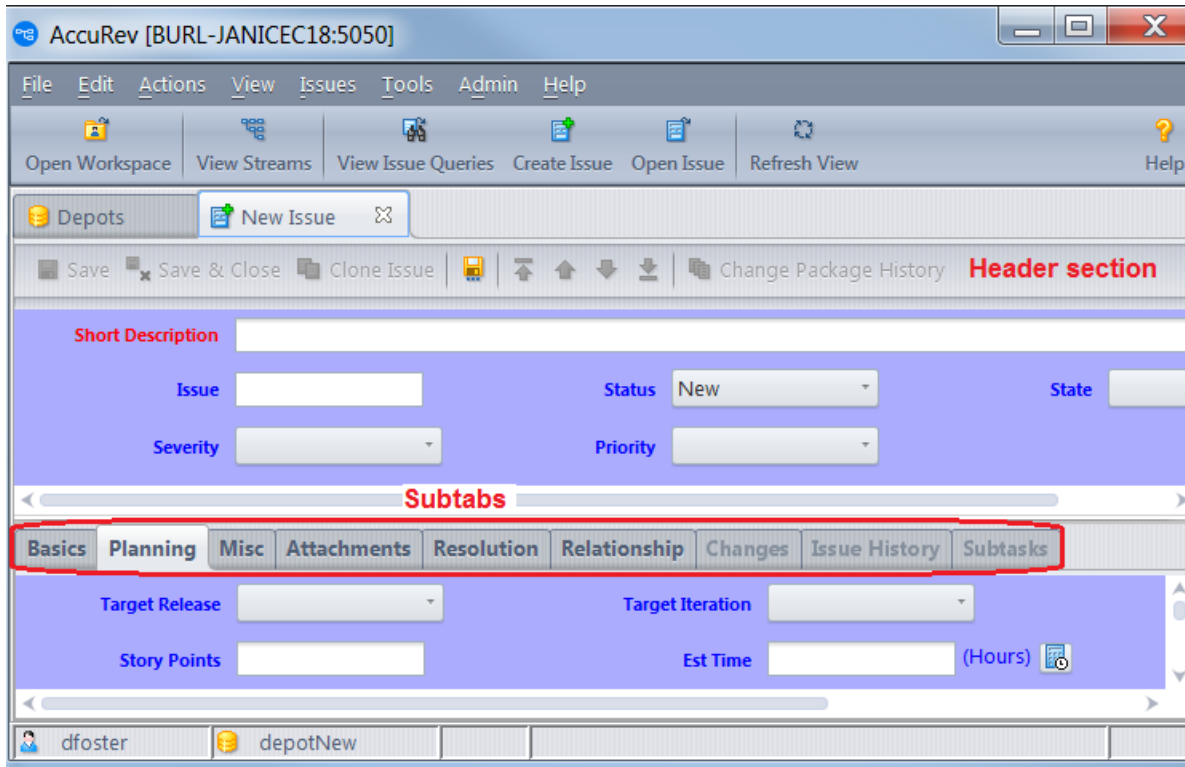 AccuRev [BURL-JANICEC18:5050]
File Edit Actions View Issues Tools Admin Help
Open Workspace View Streams View Issue Queries Create Issue Open Issue Refresh View Help
Depots New Issue
Save Save & Close Clone Issue Change Package History Header section
Short Description
Issue Status New State
Severity Priority
Subtabs
Basics Planning Misc Attachments Resolution Relationship Changes Issue History Subtasks
Target Release Target Iteration
Story Points Est Time (Hours)
dfoster depotNew